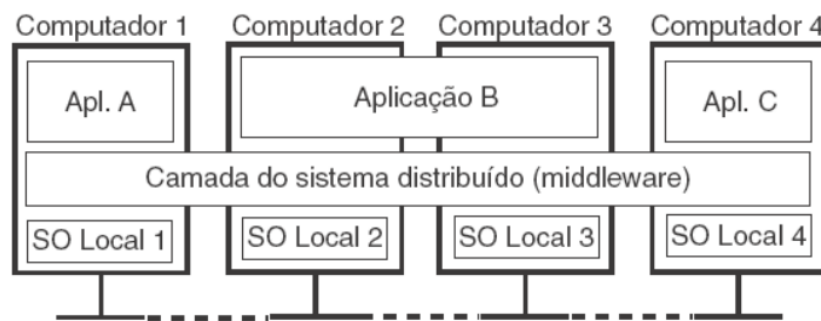 Computador 1 Computador 2 Computador 3 Computador 4
Apl. A Aplicação B Apl. C
Camada do sistema distribuído (middleware)
SO Local 1 SO Local 2 SO Local 3 SO Local 4